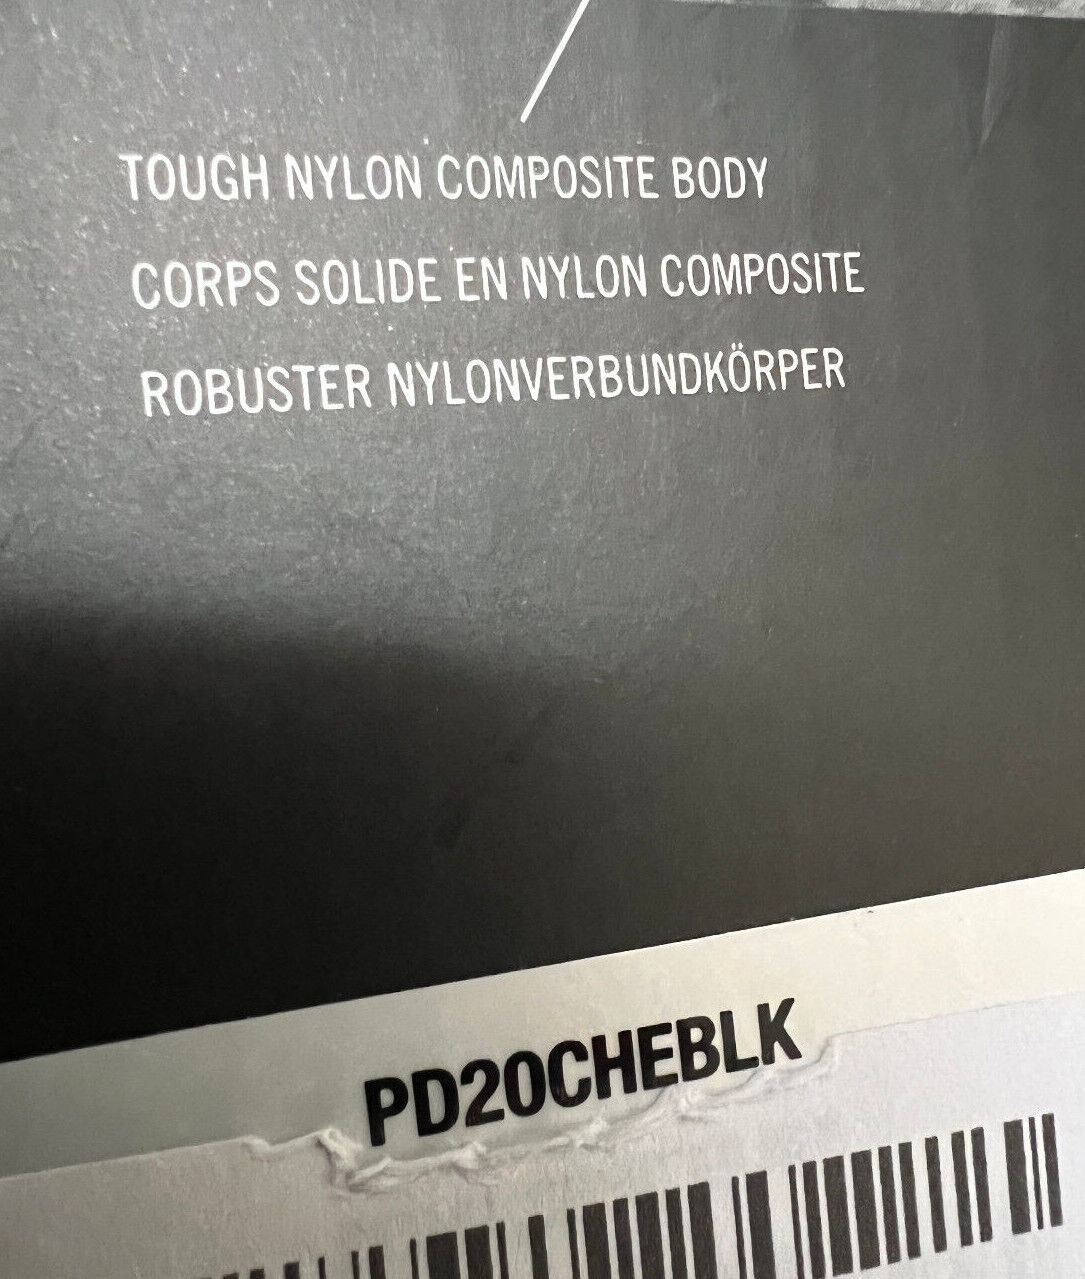 TOUGH NYLON COMPOSITE BODY
CORPS SOLIDE EN NYLON COMPOSITE
ROBUSTER NYLONVERBUNDKÖRPER
PD20CHEBLK